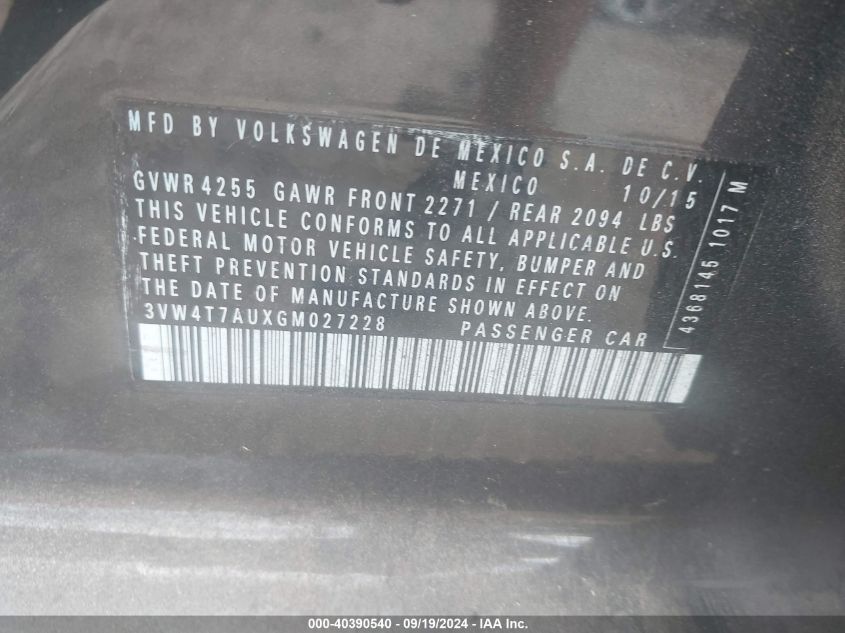 MFD BY VOLKSWAGEN DE MEXICO S.A. DE C.V.
MEXICO 10/15
GVWR 4255 GAWR FRONT 2271 / REAR 2094 LBS
THIS VEHICLE CONFORMS TO ALL APPLICABLE U.S.
FEDERAL MOTOR VEHICLE SAFETY, BUMPER AND
THEFT PREVENTION STANDARDS IN EFFECT ON
THE DATE OF MANUFACTURE SHOWN ABOVE.
3VW4T7AUXGM027228 PASSENGER CAR
4368145 1017 M
000-40390540 - 09/19/2024 - IAA Inc.